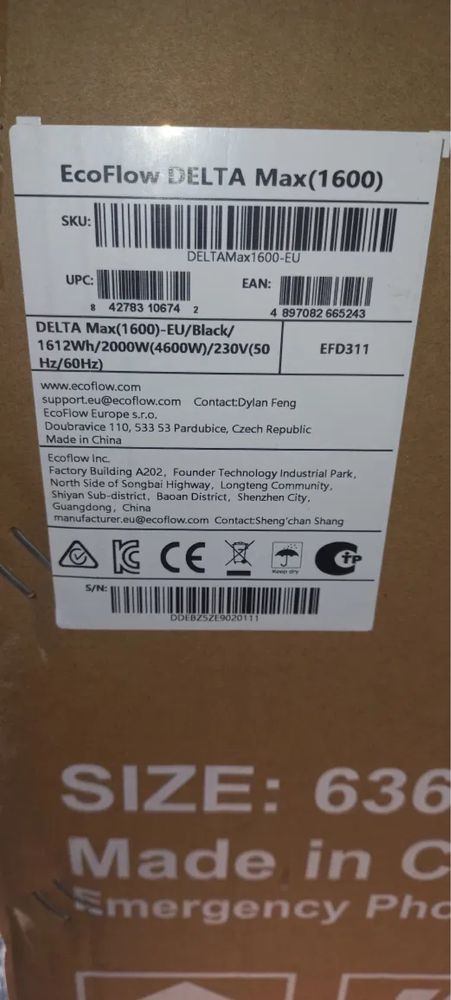 EcoFlow DELTA Max(1600)
SKU:
DELTAMax1600-EU
UPC:
8 42783 10674 2
EAN:
4 897082 665243
DELTA Max(1600)-EU/Black/
1612Wh/2000W(4600W)/230V(50
Hz/60Hz)
EFD311
www.ecoflow.com
support.eu@ecoflow.com Contact:Dylan Feng
EcoFlow Europe s.r.o.
Doubravice 110, 533 53 Pardubice, Czech Republic
Made in China
Ecoflow Inc.
Factory Building A202, Founder Technology Industrial Park,
North Side of Songbai Highway, Longteng Community,
Shiyan Sub-district, Baoan District, Shenzhen City,
Guangdong, China
manufacturer.eu@ecoflow.com Contact:Sheng'chan Shang
CE
Keep dry
S/N:
DDEBZ5ZE9020111
SIZE: 636
Made in C
Emergency Pho